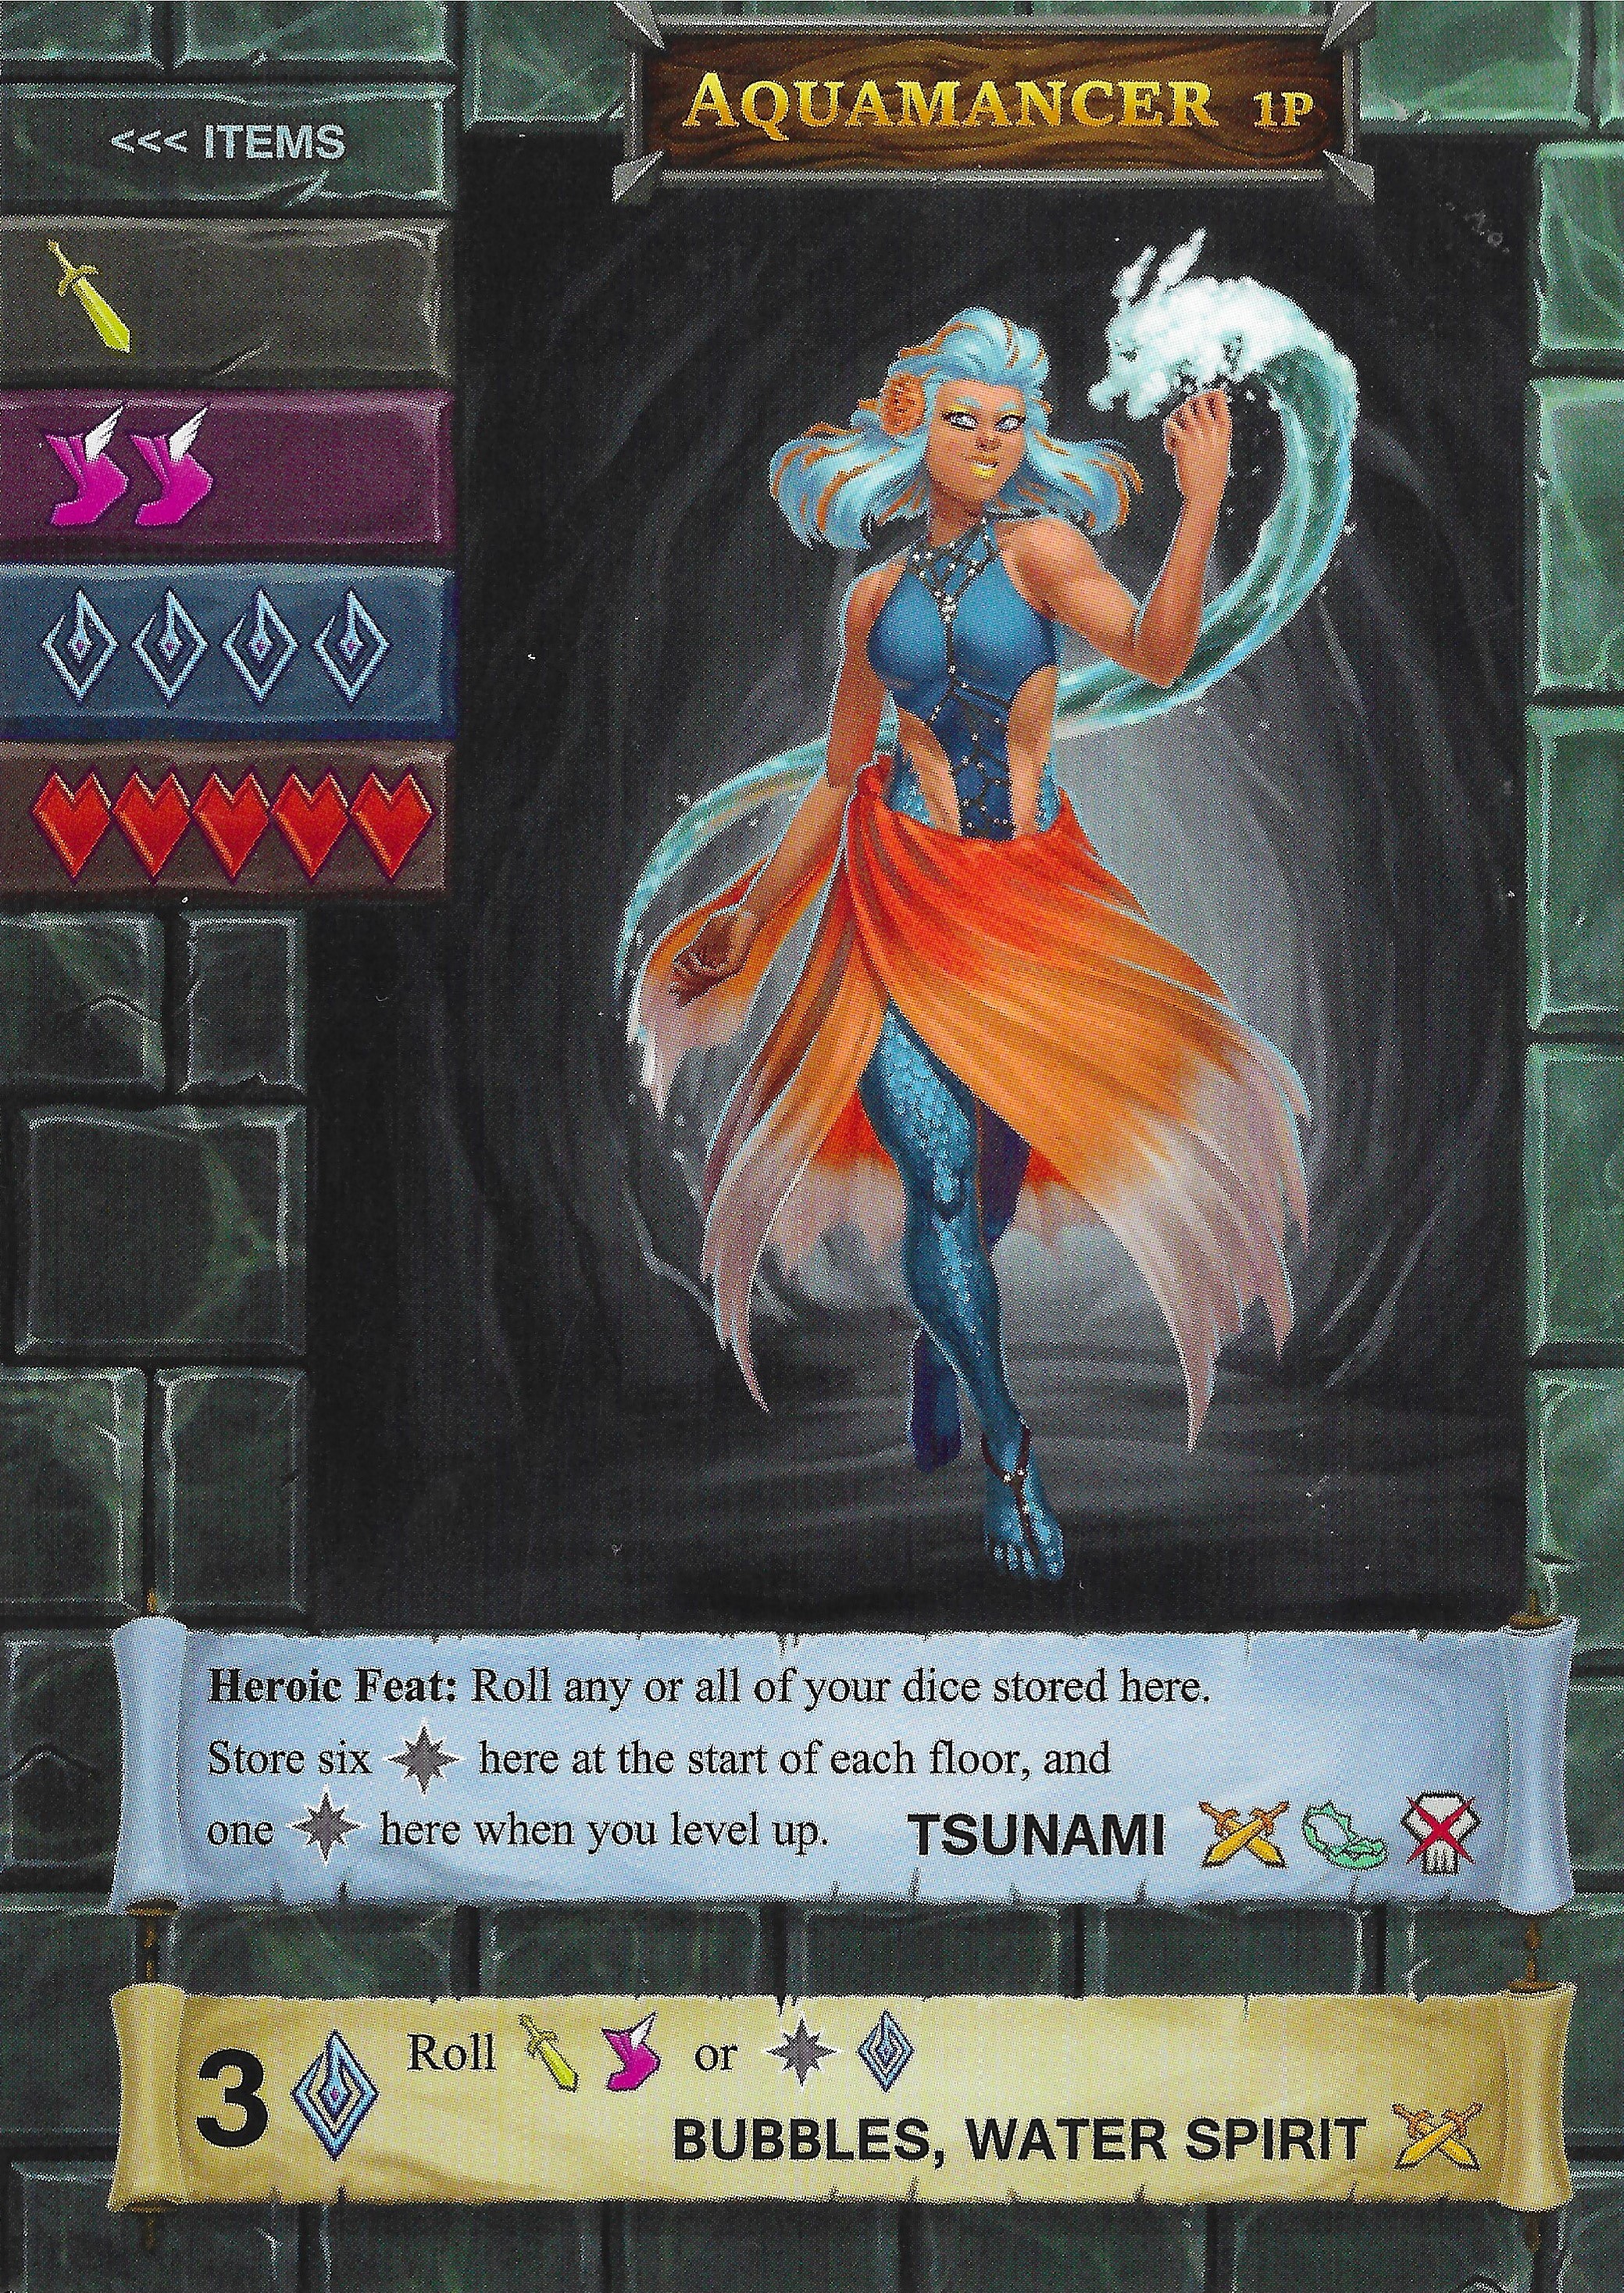 AQUAMANCER 1P
<<< ITEMS
Heroic Feat: Roll any or all of your dice stored here.
Store six here at the start of each floor, and
one here when you level up. TSUNAMI
3 Roll or
BUBBLES, WATER SPIRIT